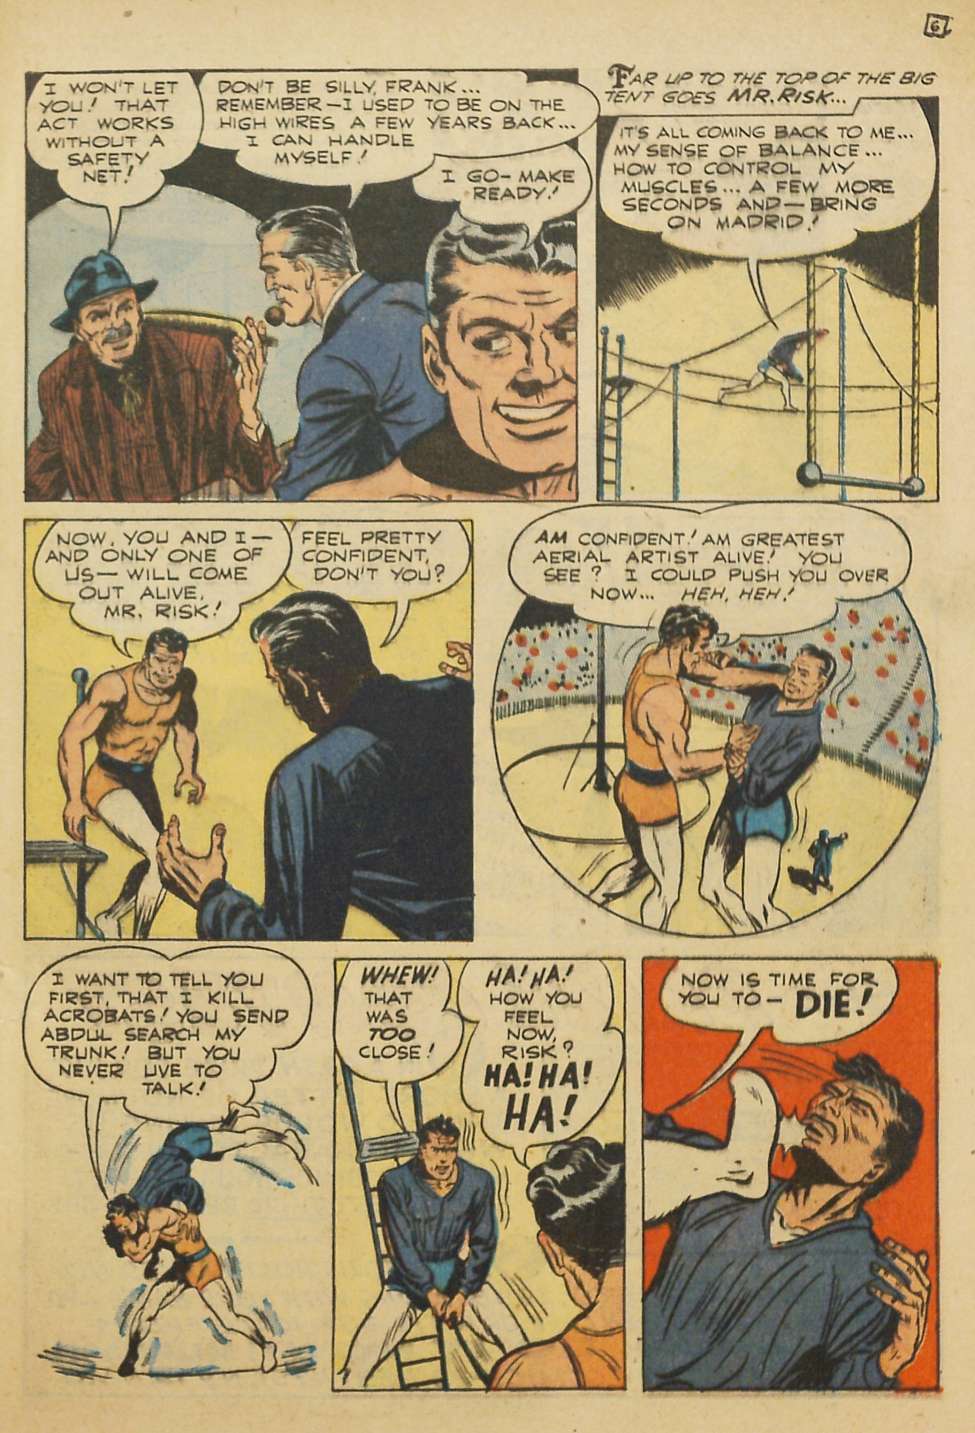 6
I WON'T LET
YOU! THAT
ACT WORKS
WITHOUT A
SAFETY
NET!
DON'T BE SILLY, FRANK...
REMEMBER—I USED TO BE ON THE
HIGH WIRES A FEW YEARS BACK...
I CAN HANDLE
MYSELF!
I GO— MAKE
READY!
FAR UP TO THE TOP OF THE BIG
TENT GOES MR. RISK...
IT'S ALL COMING BACK TO ME...
MY SENSE OF BALANCE...
HOW TO CONTROL MY
MUSCLES... A FEW MORE
SECONDS AND— BRING
ON MADRID!
NOW, YOU AND I—
AND ONLY ONE OF
US— WILL COME
OUT ALIVE,
MR. RISK!
FEEL PRETTY
CONFIDENT,
DON'T YOU?
AM CONFIDENT! AM GREATEST
AERIAL ARTIST ALIVE! YOU
SEE? I COULD PUSH YOU OVER
NOW... HEH, HEH!
I WANT TO TELL YOU
FIRST, THAT I KILL
ACROBATS! YOU SEND
ABDUL SEARCH MY
TRUNK! BUT YOU
NEVER LIVE TO
TALK!
WHEW!
THAT
WAS
TOO
CLOSE!
HA! HA!
HOW YOU
FEEL
NOW,
RISK?
HA! HA!
HA!
NOW IS TIME FOR
YOU TO— DIE!